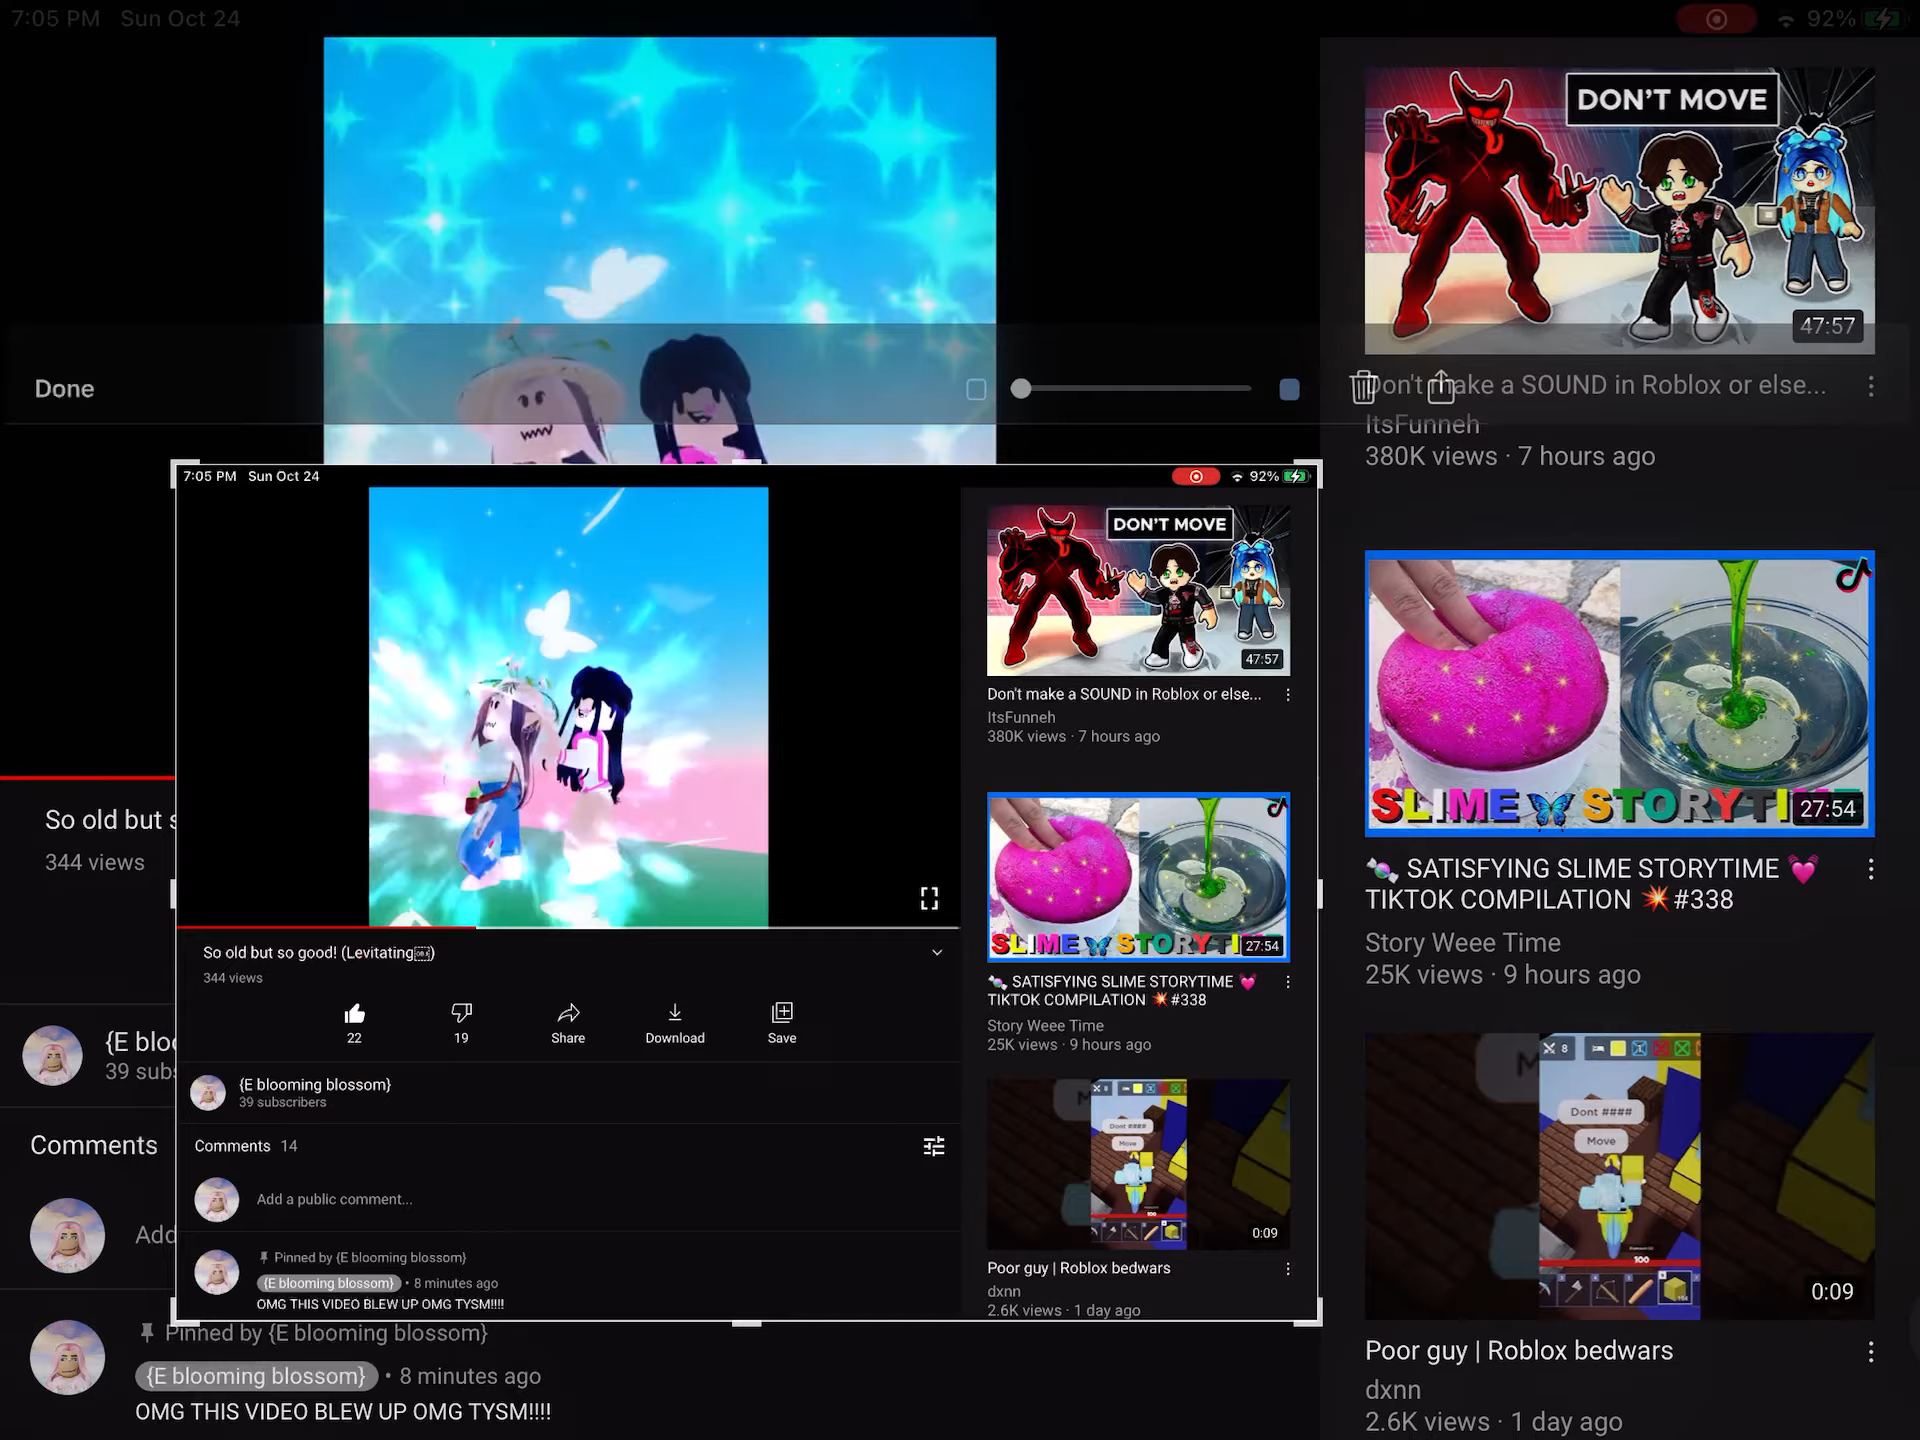 7:05 PM Sun Oct 24
92%
DON'T MOVE
47:57
Done
Don't make a SOUND in Roblox or else...
ItsFunneh
380K views · 7 hours ago
SLIME STORYTI
27:54
🍬 SATISFYING SLIME STORYTIME 💓
TIKTOK COMPILATION 💥#338
Story Weee Time
25K views · 9 hours ago
8
Dont ####
Move
100
0:09
Poor guy | Roblox bedwars
dxnn
2.6K views · 1 day ago
So old but s
344 views
{E bloo
39 subs
Comments
Add
Pinned by {E blooming blossom}
{E blooming blossom} • 8 minutes ago
OMG THIS VIDEO BLEW UP OMG TYSM!!!!
7:05 PM Sun Oct 24
92%
So old but so good! (Levitating￼)
344 views
22
19
Share
Download
Save
{E blooming blossom}
39 subscribers
Comments 14
Add a public comment...
Pinned by {E blooming blossom}
{E blooming blossom} • 8 minutes ago
OMG THIS VIDEO BLEW UP OMG TYSM!!!!
DON'T MOVE
47:57
Don't make a SOUND in Roblox or else...
ItsFunneh
380K views · 7 hours ago
SLIME STORYTI
27:54
🍬 SATISFYING SLIME STORYTIME 💓
TIKTOK COMPILATION 💥#338
Story Weee Time
25K views · 9 hours ago
8
Dont ####
Move
100
0:09
Poor guy | Roblox bedwars
dxnn
2.6K views · 1 day ago